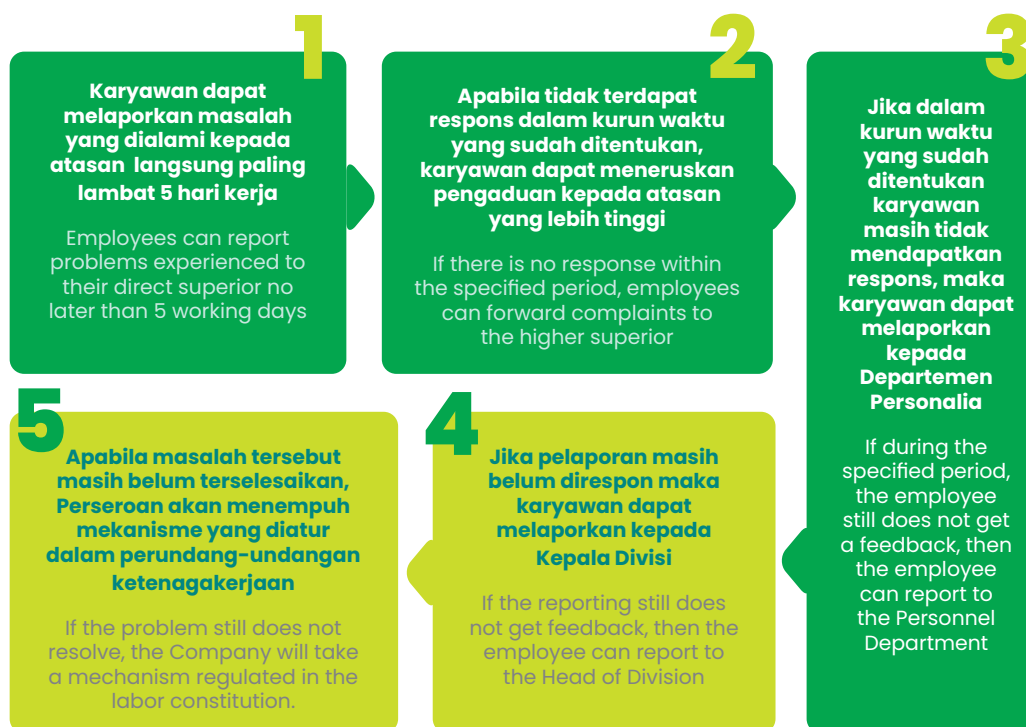 1
Karyawan dapat
melaporkan masalah
yang dialami kepada
atasan langsung paling
lambat 5 hari kerja
Employees can report
problems experienced to
their direct superior no
later than 5 working days
2
Apabila tidak terdapat
respons dalam kurun waktu
yang sudah ditentukan,
karyawan dapat meneruskan
pengaduan kepada atasan
yang lebih tinggi
If there is no response within
the specified period, employees
can forward complaints to
the higher superior
3
Jika dalam
kurun waktu
yang sudah
ditentukan
karyawan
masih tidak
mendapatkan
respons, maka
karyawan dapat
melaporkan
kepada
Departemen
Personalia
If during the
specified period,
the employee
still does not get
a feedback, then
the employee
can report to
the Personnel
Department
4
Jika pelaporan masih
belum direspon maka
karyawan dapat
melaporkan kepada
Kepala Divisi
If the reporting still does
not get feedback, then the
employee can report to
the Head of Division
5
Apabila masalah tersebut
masih belum terselesaikan,
Perseroan akan menempuh
mekanisme yang diatur
dalam perundang-undangan
ketenagakerjaan
If the problem still does not
resolve, the Company will take
a mechanism regulated in the
labor constitution.